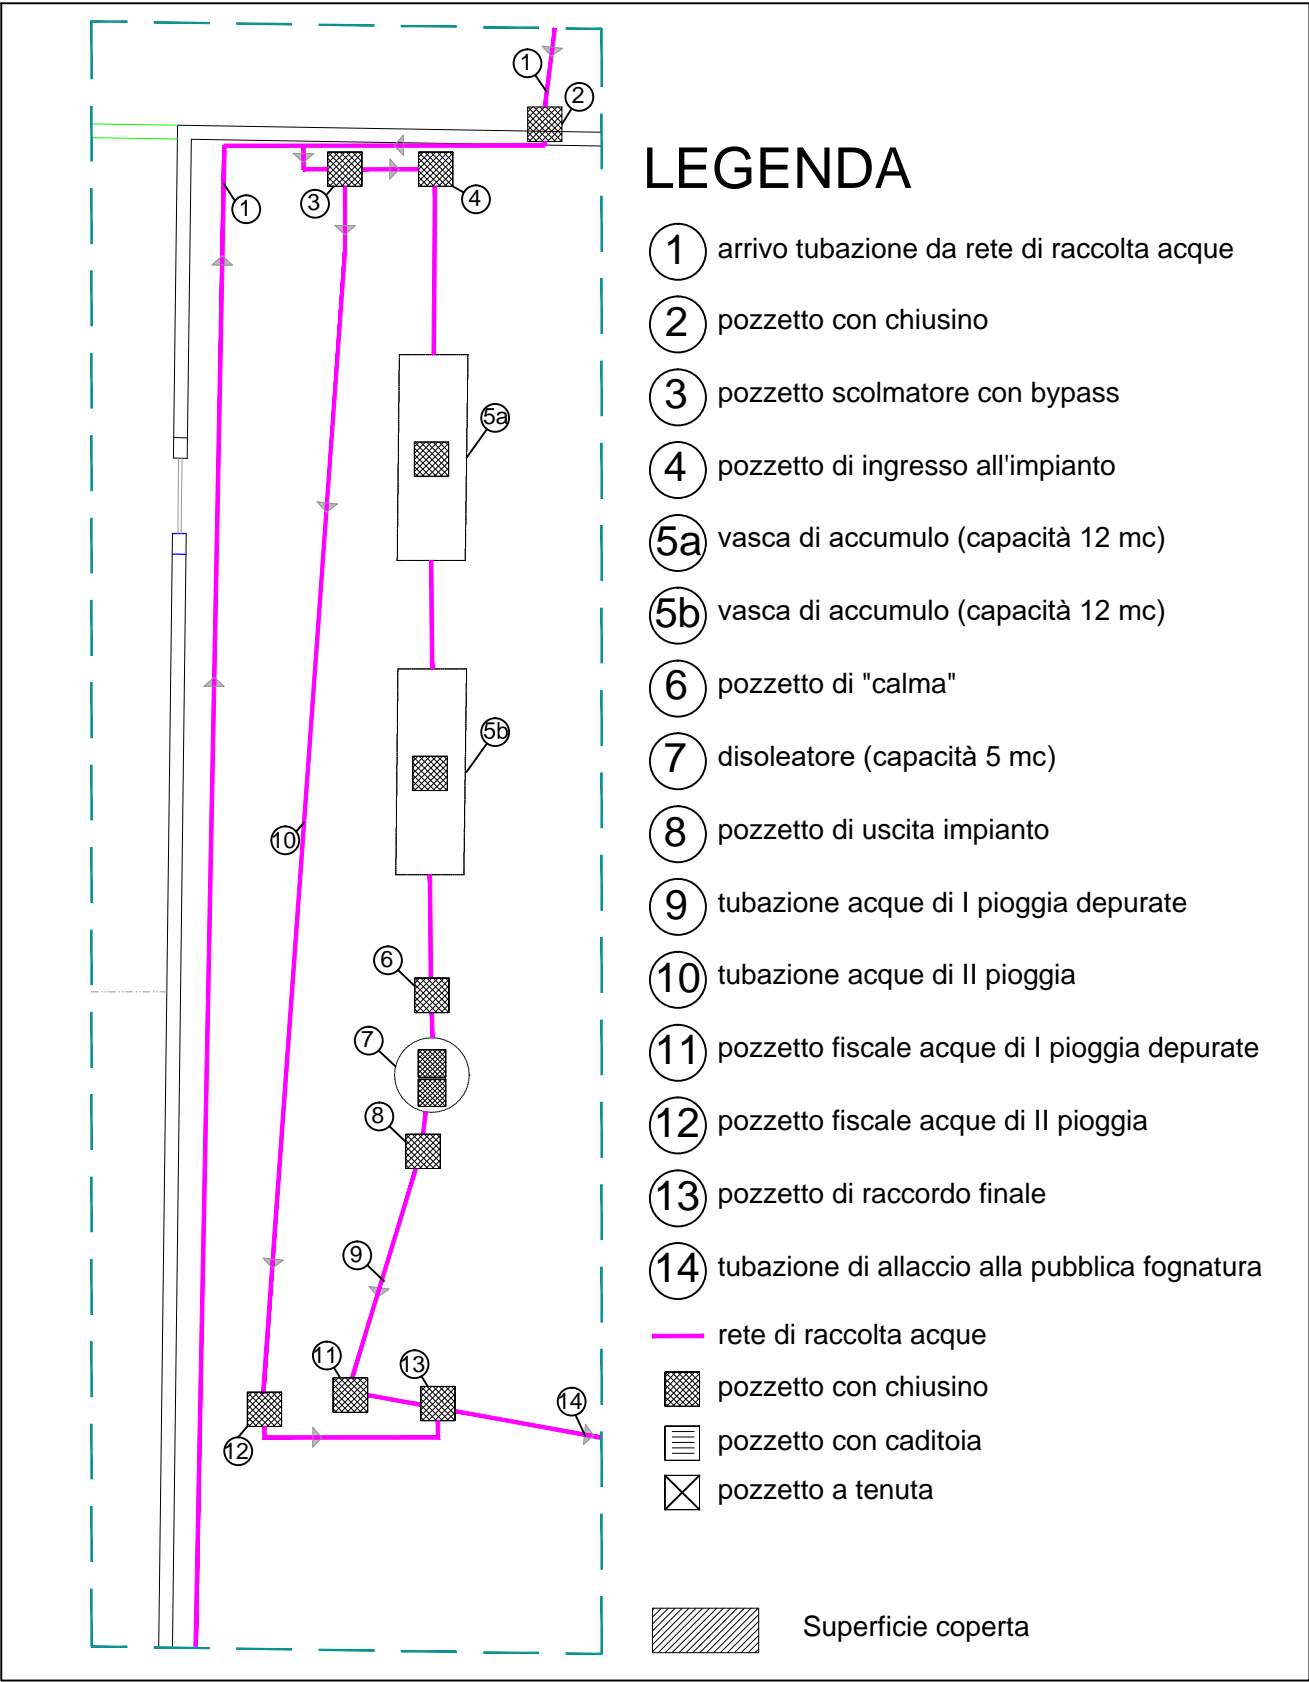 1
2
3
4
1
5a
5b
10
6
7
8
9
11
13
14
12
LEGENDA
1 arrivo tubazione da rete di raccolta acque
2 pozzetto con chiusino
3 pozzetto scolmatore con bypass
4 pozzetto di ingresso all'impianto
5a vasca di accumulo (capacità 12 mc)
5b vasca di accumulo (capacità 12 mc)
6 pozzetto di "calma"
7 disoleatore (capacità 5 mc)
8 pozzetto di uscita impianto
9 tubazione acque di I pioggia depurate
10 tubazione acque di II pioggia
11 pozzetto fiscale acque di I pioggia depurate
12 pozzetto fiscale acque di II pioggia
13 pozzetto di raccordo finale
14 tubazione di allaccio alla pubblica fognatura
rete di raccolta acque
pozzetto con chiusino
pozzetto con caditoia
pozzetto a tenuta
Superficie coperta